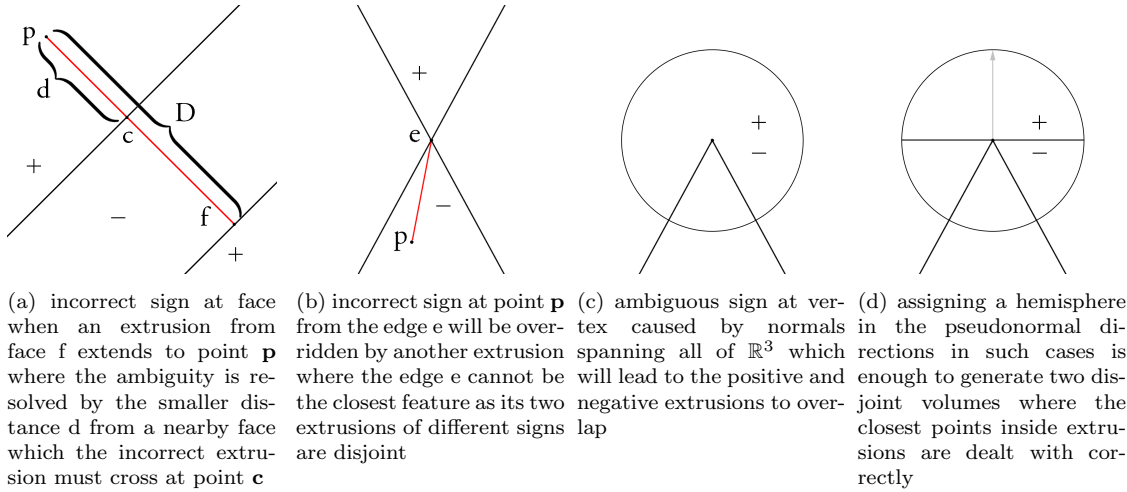 p
d
D
c
+
−
f
+
+
e
−
p
+
−
+
−
(a) incorrect sign at face
when an extrusion from
face f extends to point p
where the ambiguity is re-
solved by the smaller dis-
tance d from a nearby face
which the incorrect extru-
sion must cross at point c
(b) incorrect sign at point p
from the edge e will be over-
ridden by another extrusion
where the edge e cannot be
the closest feature as its two
extrusions of different signs
are disjoint
(c) ambiguous sign at ver-
tex caused by normals
spanning all of ℝ³ which
will lead to the positive and
negative extrusions to over-
lap
(d) assigning a hemisphere
in the pseudonormal di-
rections in such cases is
enough to generate two dis-
joint volumes where the
closest points inside extru-
sions are dealt with cor-
rectly